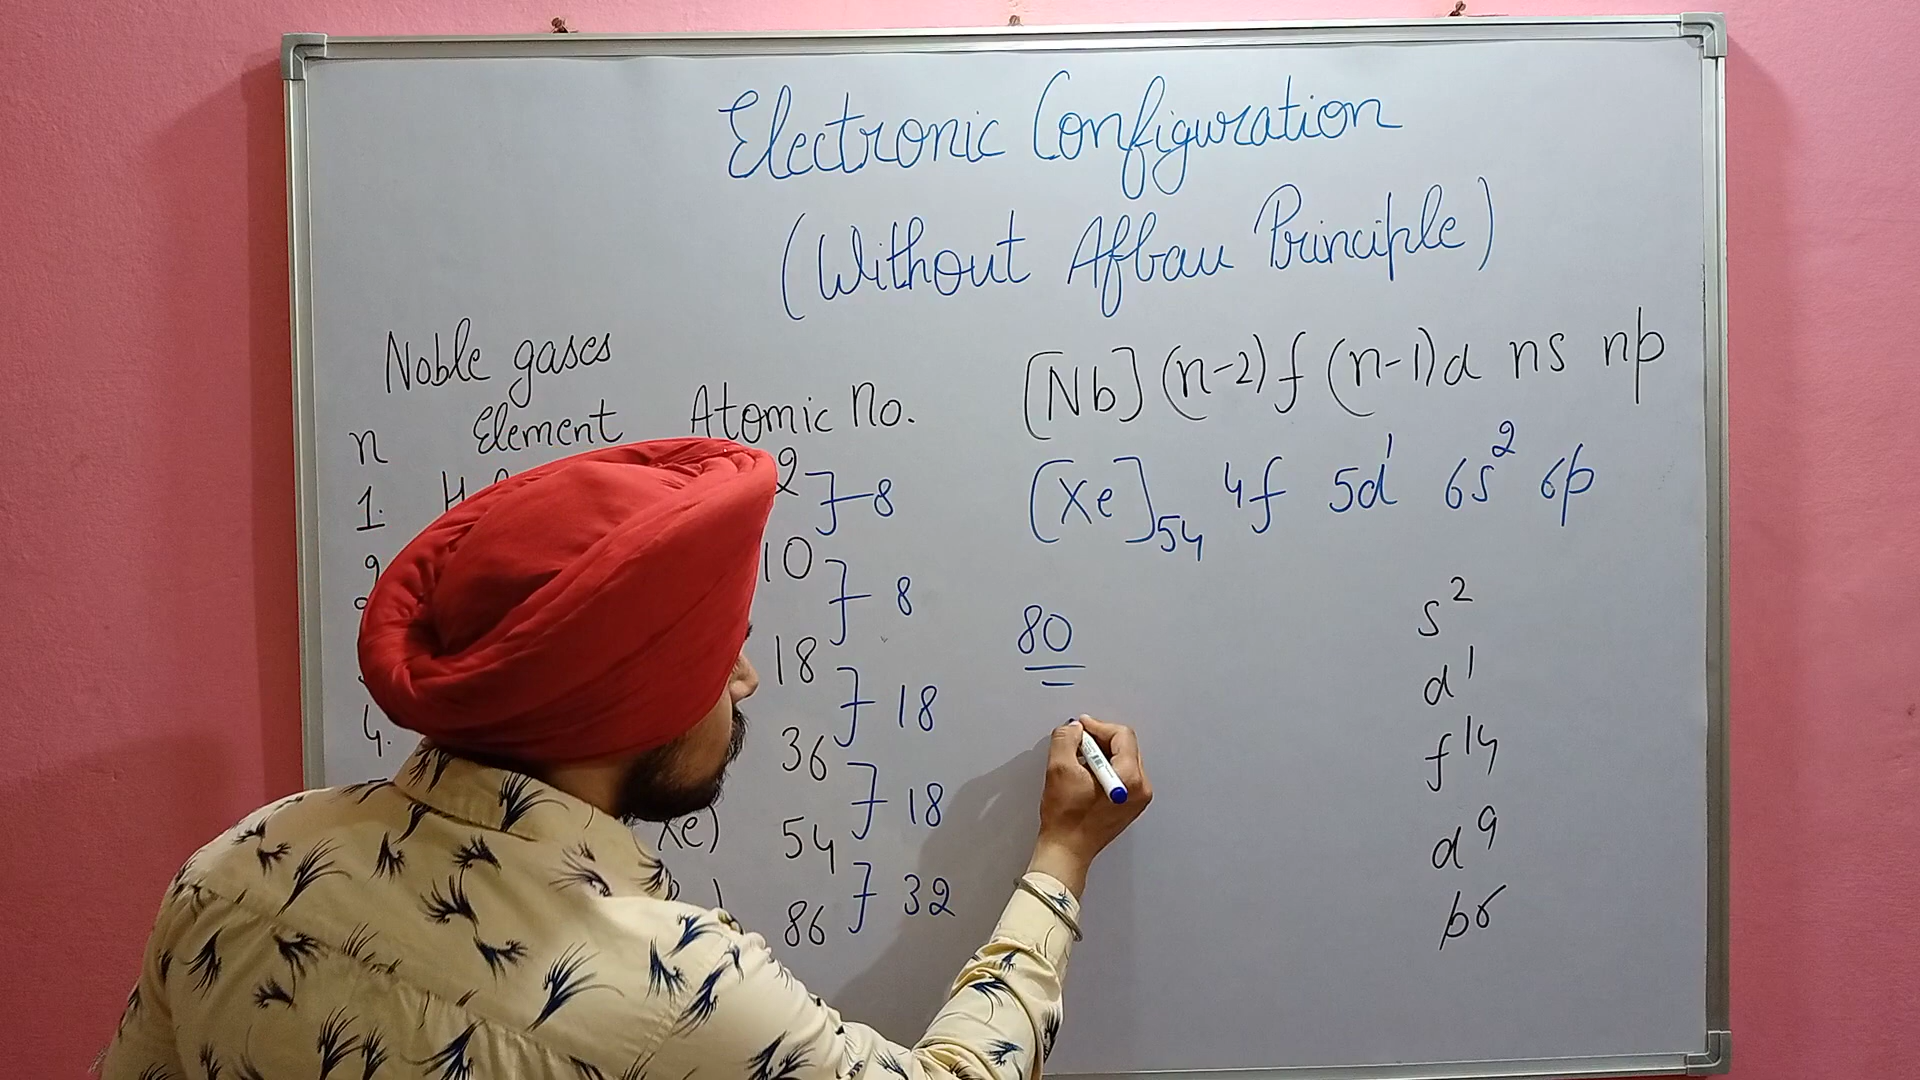 Electronic Configuration
(Without Afbau Principle)
Noble gases
n Element Atomic No.
1. 2 }-8
10 }- 8
18 }- 18
4. 36 }- 18
Xe) 54 }- 32
86
[Nb] (n-2)f (n-1)d ns np
[Xe]54 4f 5d1 6s2 6p
80
s2
d1
f14
d9
p6